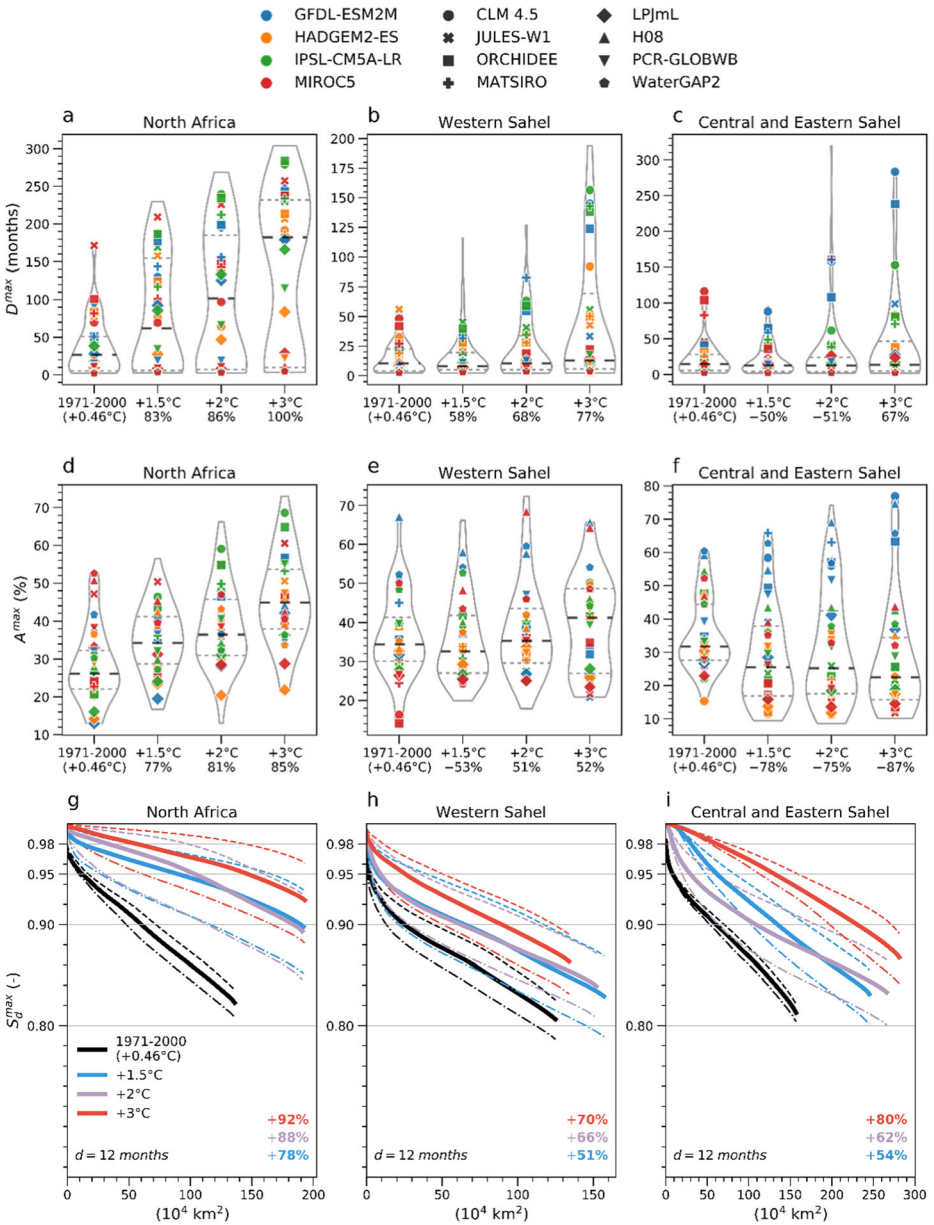 GFDL-ESM2M CLM 4.5 LPJmL
HADGEM2-ES JULES-W1 H08
IPSL-CM5A-LR ORCHIDEE PCR-GLOBWB
MIROC5 MATSIRO WaterGAP2
a North Africa
b Western Sahel
c Central and Eastern Sahel
D^max (months)
300
250
200
150
100
50
0
1971-2000 +1.5°C +2°C +3°C
(+0.46°C) 83% 86% 100%
200
175
150
125
100
75
50
25
0
1971-2000 +1.5°C +2°C +3°C
(+0.46°C) 58% 68% 77%
300
250
200
150
100
50
0
1971-2000 +1.5°C +2°C +3°C
(+0.46°C) −50% −51% 67%
d North Africa
e Western Sahel
f Central and Eastern Sahel
A^max (%)
70
60
50
40
30
20
10
1971-2000 +1.5°C +2°C +3°C
(+0.46°C) 77% 81% 85%
70
60
50
40
30
20
1971-2000 +1.5°C +2°C +3°C
(+0.46°C) −53% 51% 52%
80
70
60
50
40
30
20
10
1971-2000 +1.5°C +2°C +3°C
(+0.46°C) −78% −75% −87%
g North Africa
h Western Sahel
i Central and Eastern Sahel
S_d^max (-)
0.98
0.95
0.90
0.80
1971-2000
(+0.46°C)
+1.5°C
+2°C
+3°C
+92%
+88%
d = 12 months +78%
0 50 100 150 200
(10^4 km^2)
0.98
0.95
0.90
0.80
+70%
+66%
d = 12 months +51%
0 50 100 150
(10^4 km^2)
0.98
0.95
0.90
0.80
+80%
+62%
d = 12 months +54%
0 50 100 150 200 250 300
(10^4 km^2)